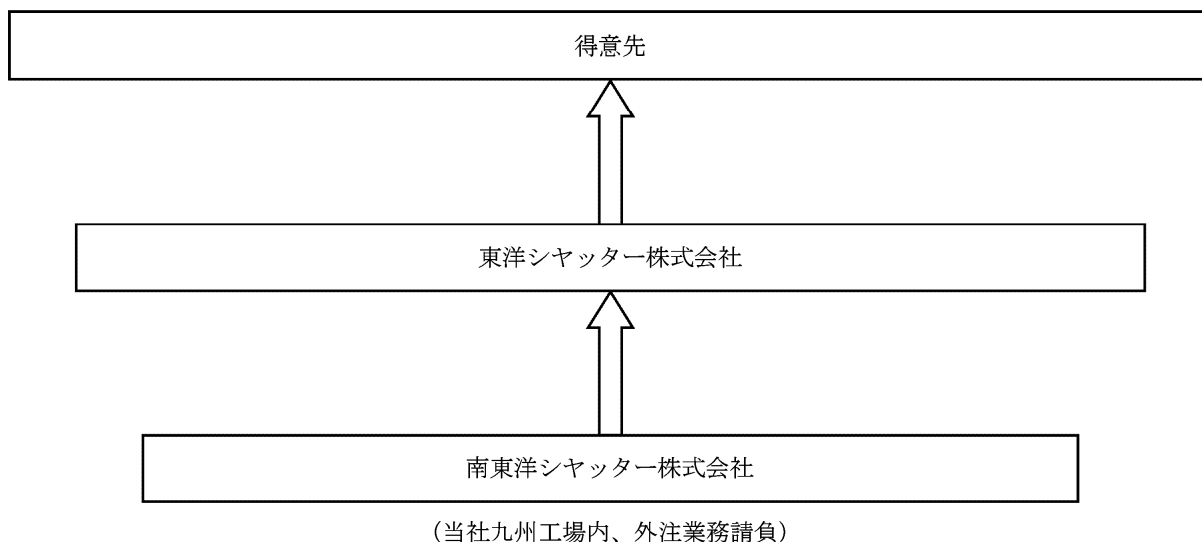 得意先
東洋シヤッター株式会社
南東洋シヤッター株式会社
（当社九州工場内、外注業務請負）